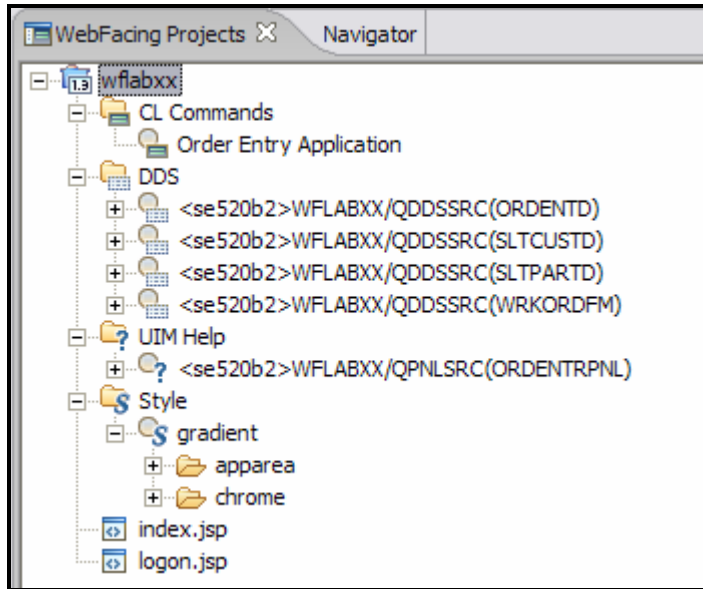 WebFacing Projects Navigator
1.3 wflabxx
CL Commands
Order Entry Application
DDS
<se520b2>WFLABXX/QDDSSRC(ORDENTD)
<se520b2>WFLABXX/QDDSSRC(SLTCUSTD)
<se520b2>WFLABXX/QDDSSRC(SLTPARTD)
<se520b2>WFLABXX/QDDSSRC(WRKORDFM)
UIM Help
<se520b2>WFLABXX/QPNLSRC(ORDENTRPNL)
Style
gradient
apparea
chrome
index.jsp
logon.jsp